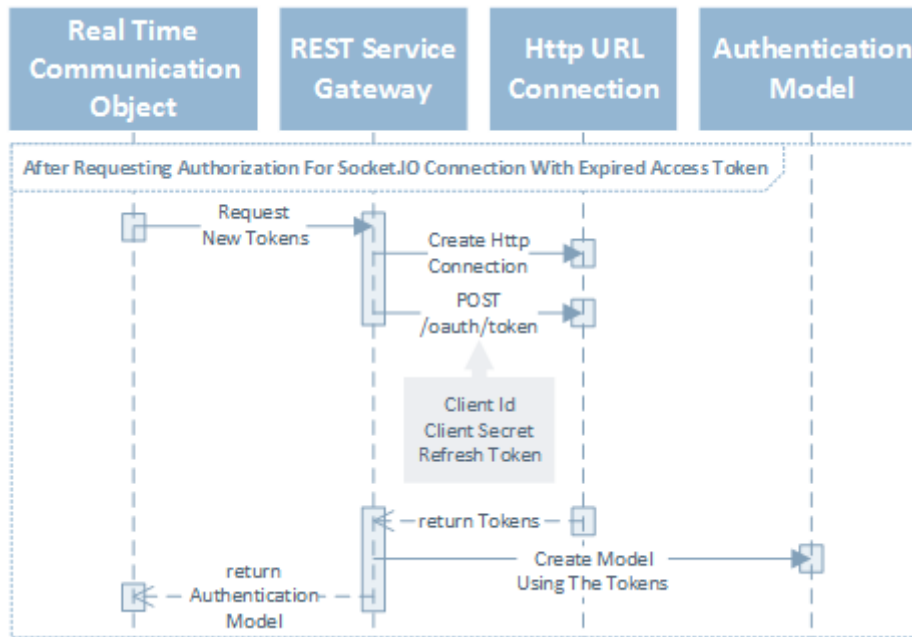 Real Time
Communication
Object
REST Service
Gateway
Http URL
Connection
Authentication
Model
After Requesting Authorization For Socket.IO Connection With Expired Access Token
Request
New Tokens
Create Http
Connection
POST
/oauth/token
Client Id
Client Secret
Refresh Token
return Tokens
Create Model
Using The Tokens
return
Authentication
Model